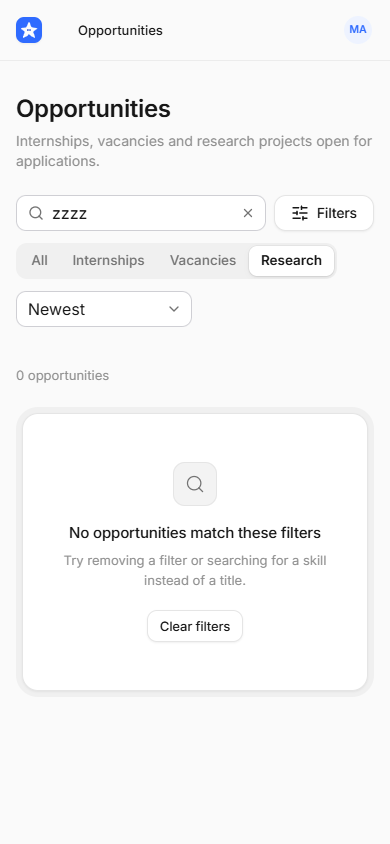 Opportunities
MA
Opportunities
Internships, vacancies and research projects open for
applications.
zzzz
Filters
All
Internships
Vacancies
Research
Newest
0 opportunities
No opportunities match these filters
Try removing a filter or searching for a skill
instead of a title.
Clear filters